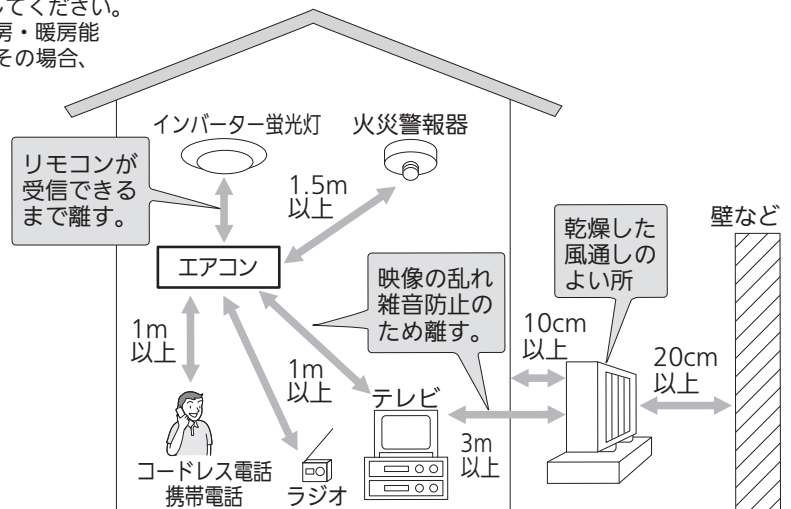 してください。
房・暖房能
その場合、
インバーター蛍光灯
火災警報器
リモコンが
受信できる
まで離す。
1.5m
以上
エアコン
乾燥した
風通しの
よい所
壁など
映像の乱れ
雑音防止の
ため離す。
1m
以上
10cm
以上
20cm
以上
1m
以上
テレビ
3m
以上
コードレス電話
携帯電話
ラジオ